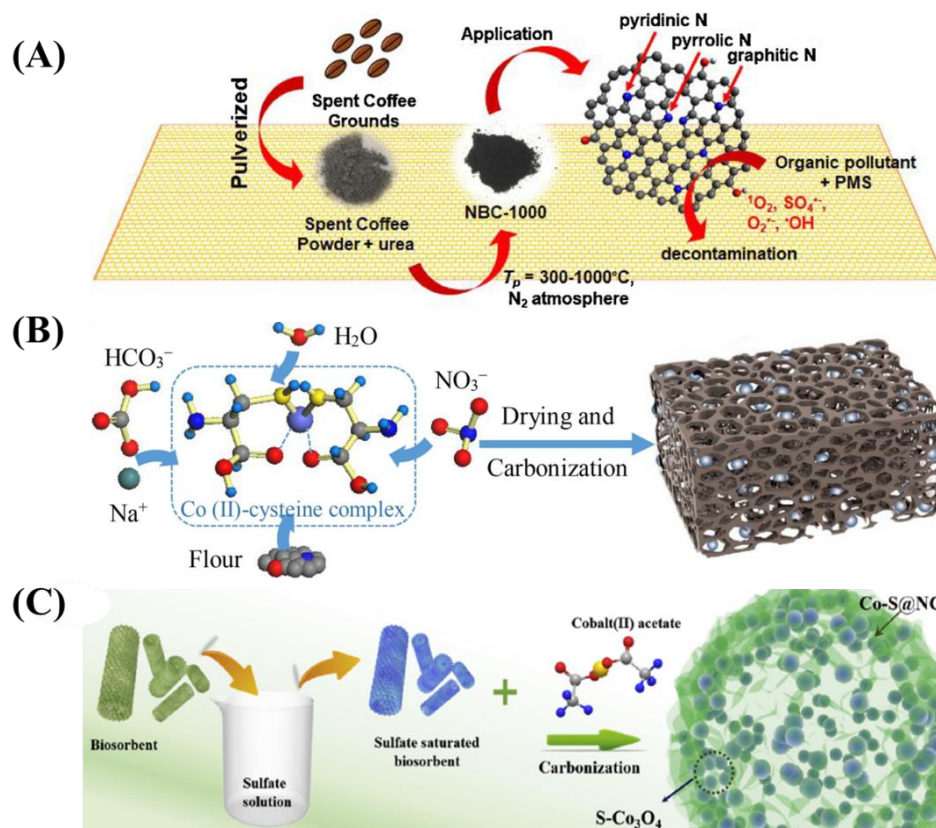 (A)
Pulverized
Spent Coffee
Grounds
Spent Coffee
Powder + urea
Application
NBC-1000
Tp = 300-1000°C,
N₂ atmosphere
pyridinic N
pyrrolic N
graphitic N
Organic pollutant
+ PMS
¹O₂, SO₄•⁻,
O₂•⁻, •OH
decontamination
(B)
HCO₃⁻
Na⁺
H₂O
NO₃⁻
Co (II)-cysteine complex
Flour
Drying and
Carbonization
(C)
Biosorbent
Sulfate
solution
Sulfate saturated
biosorbent
+
Cobalt(II) acetate
Carbonization
Co-S@NC
S-Co₃O₄